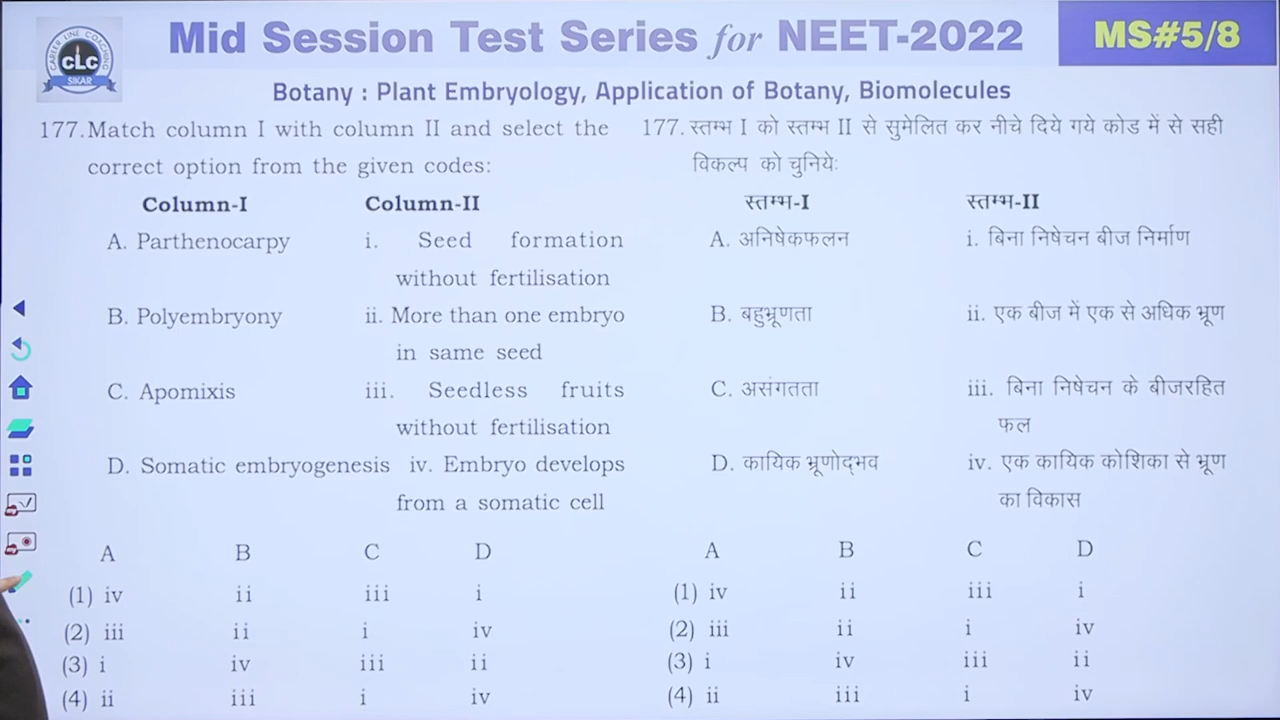 CAREER LINE COACHING
CLC
SIKAR
Mid Session Test Series for NEET-2022
MS#5/8
Botany : Plant Embryology, Application of Botany, Biomolecules
177. Match column I with column II and select the
correct option from the given codes:
Column-I Column-II
A. Parthenocarpy i. Seed formation
without fertilisation
B. Polyembryony ii. More than one embryo
in same seed
C. Apomixis iii. Seedless fruits
without fertilisation
D. Somatic embryogenesis iv. Embryo develops
from a somatic cell
A B C D
(1) iv ii iii i
(2) iii ii i iv
(3) i iv iii ii
(4) ii iii i iv
177. स्तम्भ I को स्तम्भ II से सुमेलित कर नीचे दिये गये कोड में से सही
विकल्प को चुनिये:
स्तम्भ-I स्तम्भ-II
A. अनिषेकफलन i. बिना निषेचन बीज निर्माण
B. बहुभ्रूणता ii. एक बीज में एक से अधिक भ्रूण
C. असंगतता iii. बिना निषेचन के बीजरहित
फल
D. कायिक भ्रूणोद्भव iv. एक कायिक कोशिका से भ्रूण
का विकास
A B C D
(1) iv ii iii i
(2) iii ii i iv
(3) i iv iii ii
(4) ii iii i iv